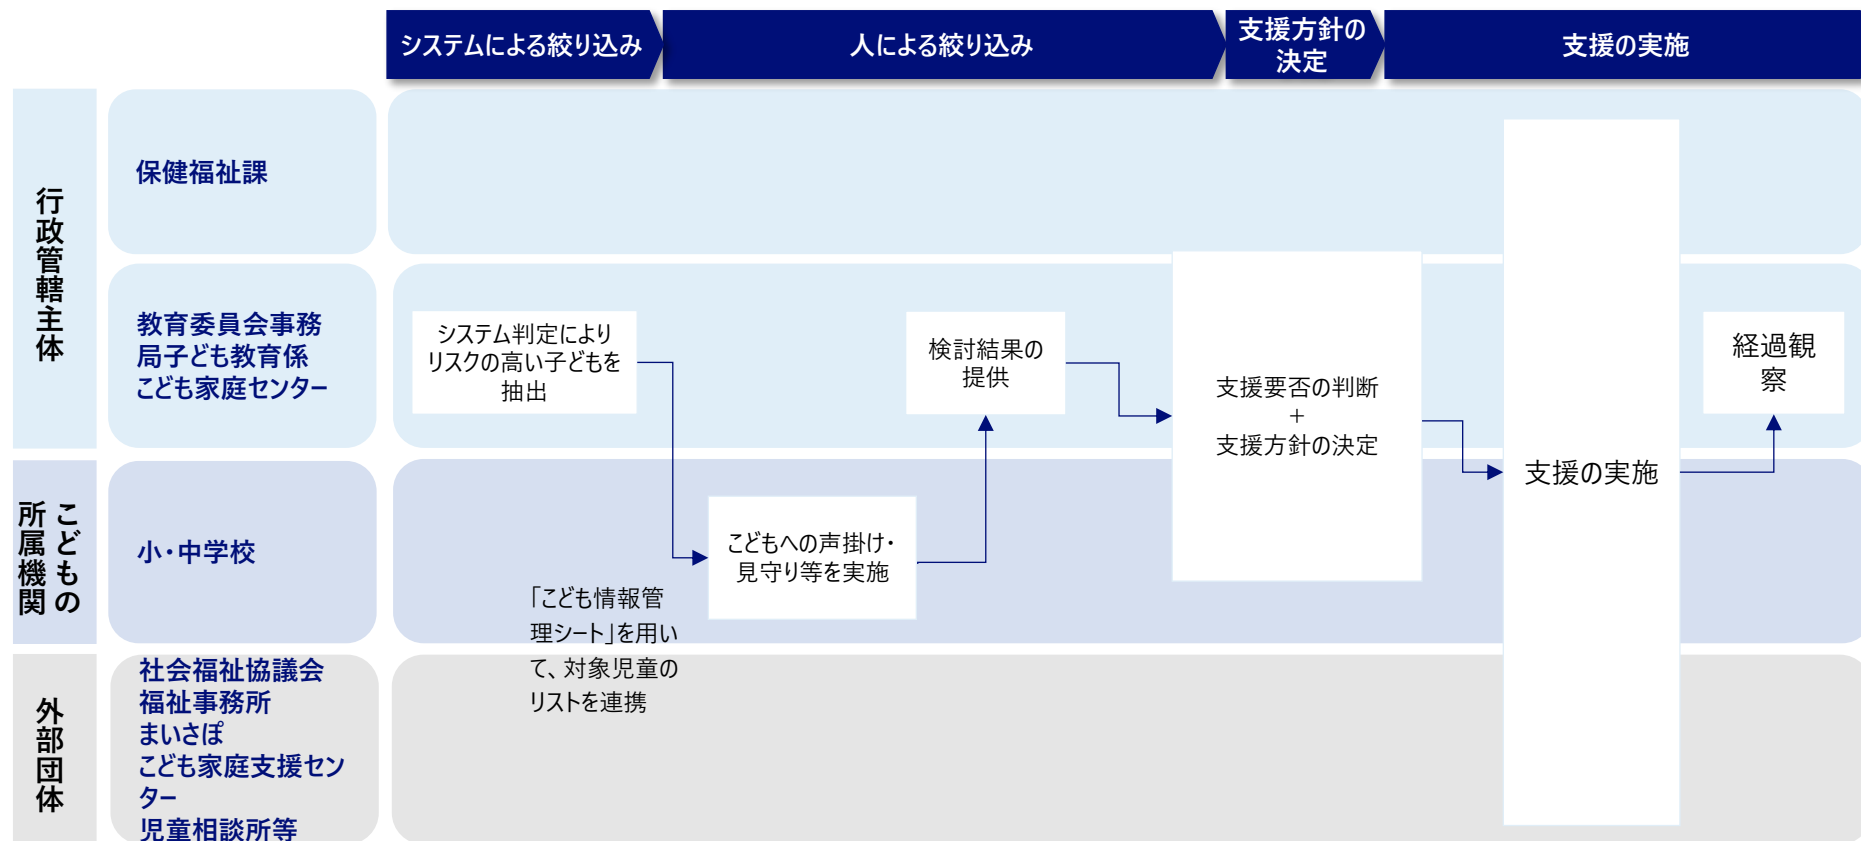 システムによる絞り込み
人による絞り込み
支援方針の
決定
支援の実施
行政管轄主体
保健福祉課
教育委員会事務
局子ども教育係
こども家庭センター
システム判定により
リスクの高い子どもを
抽出
検討結果の
提供
支援要否の判断
+
支援方針の決定
支援の実施
経過観
察
こどもの
所属機関
小・中学校
こどもへの声掛け・
見守り等を実施
「こども情報管
理シート」を用い
て、対象児童の
リストを連携
外部団体
社会福祉協議会
福祉事務所
まいさぽ
こども家庭支援セン
ター
児童相談所等